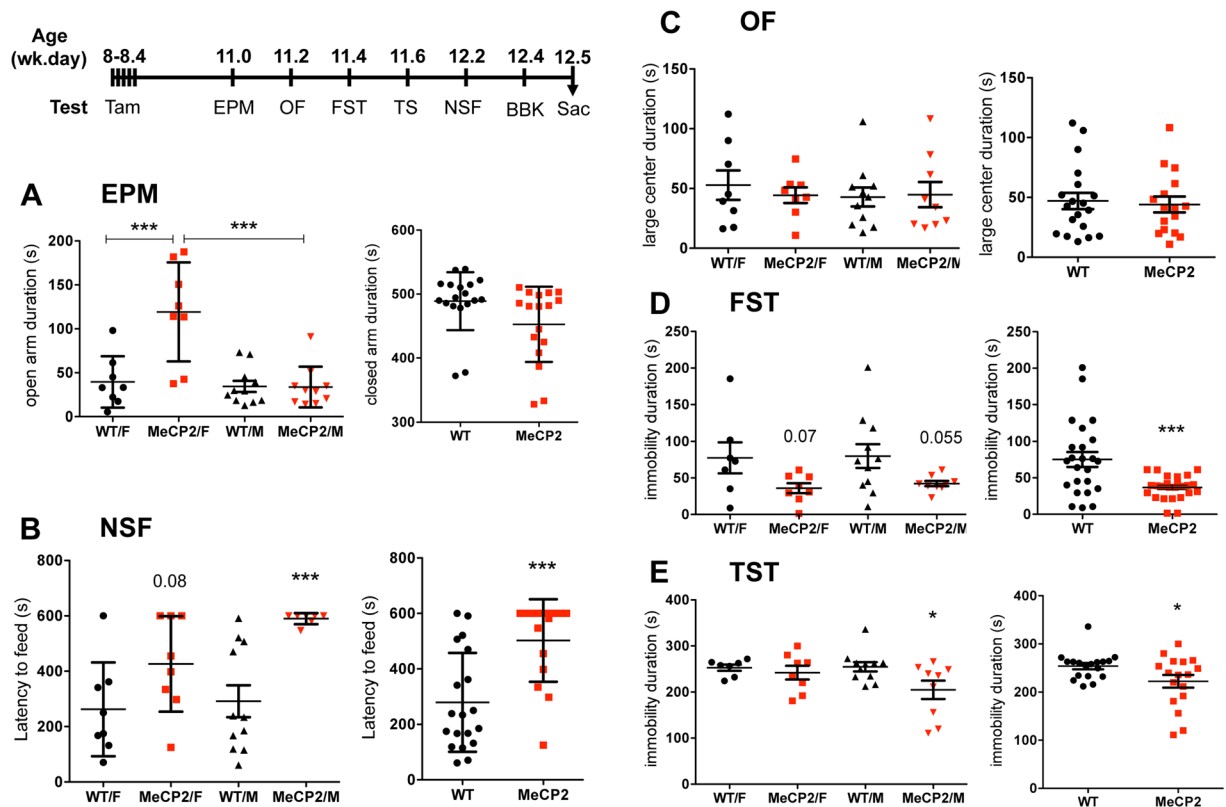 Age
(wk.day)
8-8.4 11.0 11.2 11.4 11.6 12.2 12.4 12.5
Test Tam EPM OF FST TS NSF BBK Sac
A EPM
open arm duration (s)
200
150
100
50
0
*** ***
WT/F MeCP2/F WT/M MeCP2/M
closed arm duration (s)
600
500
400
300
WT MeCP2
B NSF
Latency to feed (s)
800
600
400
200
0
0.08 ***
WT/F MeCP2/F WT/M MeCP2/M
Latency to feed (s)
800
600
400
200
0
***
WT MeCP2
C OF
large center duration (s)
150
100
50
0
WT/F MeCP2/F WT/M MeCP2/M
large center duration (s)
150
100
50
0
WT MeCP2
D FST
immobility duration (s)
250
200
150
100
50
0
0.07 0.055
WT/F MeCP2/F WT/M MeCP2/M
immobility duration (s)
250
200
150
100
50
0
***
WT MeCP2
E TST
immobility duration (s)
400
300
200
100
0
*
WT/F MeCP2/F WT/M MeCP2/M
immobility duration (s)
400
300
200
100
0
*
WT MeCP2